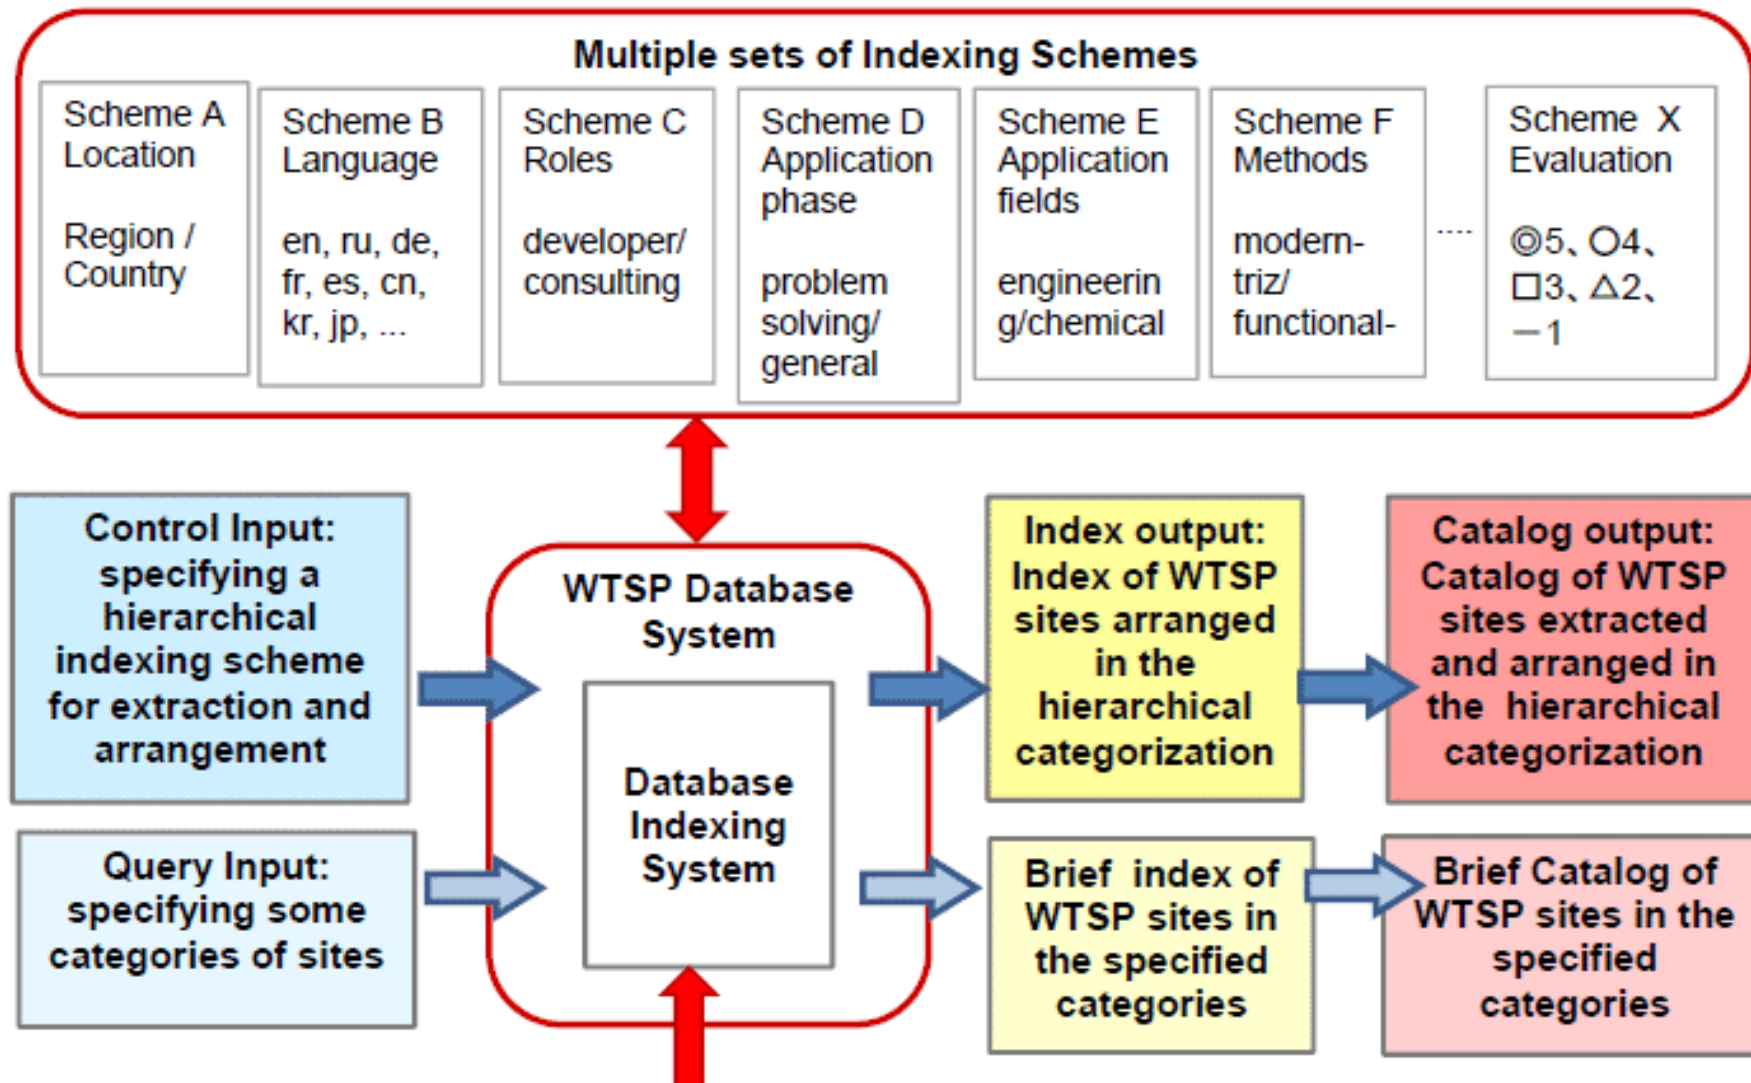 Multiple sets of Indexing Schemes
Scheme A
Location
Region /
Country
Scheme B
Language
en, ru, de,
fr, es, cn,
kr, jp, ...
Scheme C
Roles
developer/
consulting
Scheme D
Application
phase
problem
solving/
general
Scheme E
Application
fields
engineerin
g/chemical
Scheme F
Methods
modern-
triz/
functional-
....
Scheme X
Evaluation
◎5、○4、
□3、△2、
－1
Control Input:
specifying a
hierarchical
indexing scheme
for extraction and
arrangement
WTSP Database
System
Database
Indexing
System
Index output:
Index of WTSP
sites arranged
in the
hierarchical
categorization
Catalog output:
Catalog of WTSP
sites extracted
and arranged in
the hierarchical
categorization
Query Input:
specifying some
categories of sites
Brief index of
WTSP sites in
the specified
categories
Brief Catalog of
WTSP sites in the
specified
categories